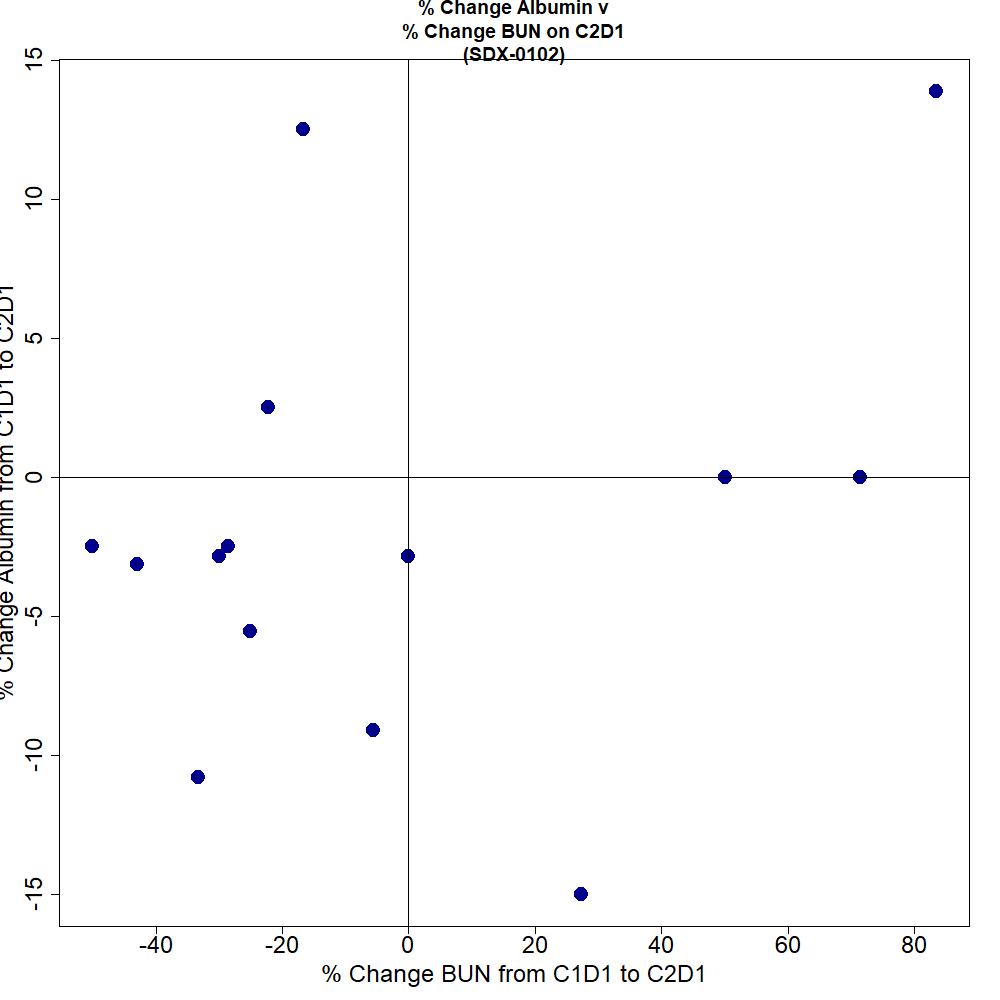 % Change Albumin v
% Change BUN on C2D1
(SDX-0102)
% Change Albumin from C1D1 to C2D1
15
10
5
0
-5
-10
-15
-40
-20
0
20
40
60
80
% Change BUN from C1D1 to C2D1